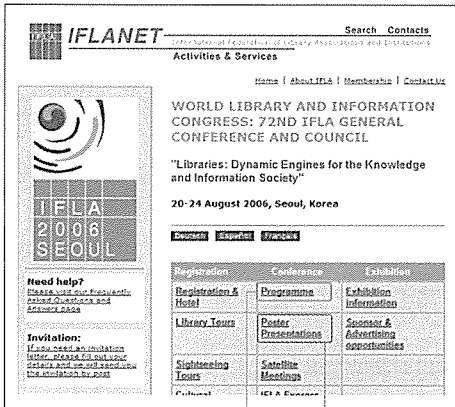 IFLA
IFLANET
Search Contacts
International Federation of Library Associations and Institutions
Activities & Services
Home | About IFLA | Membership | Contact Us
IFLA
2006
SEOUL
Need help?
Please visit our Frequently
Asked Questions and
Answers page
Invitation:
If you need an invitation
letter, please fill out your
details and we will send you
the invitation by post
WORLD LIBRARY AND INFORMATION
CONGRESS: 72ND IFLA GENERAL
CONFERENCE AND COUNCIL
"Libraries: Dynamic Engines for the Knowledge
and Information Society"
20-24 August 2006, Seoul, Korea
Deutsch Español Français
Registration Conference Exhibition
Registration & Programme Exhibition
Hotel information
Library Tours Poster Sponsor &
Presentations Advertising
opportunities
Sightseeing Satellite
Tours Meetings
Cultural IFLA Express